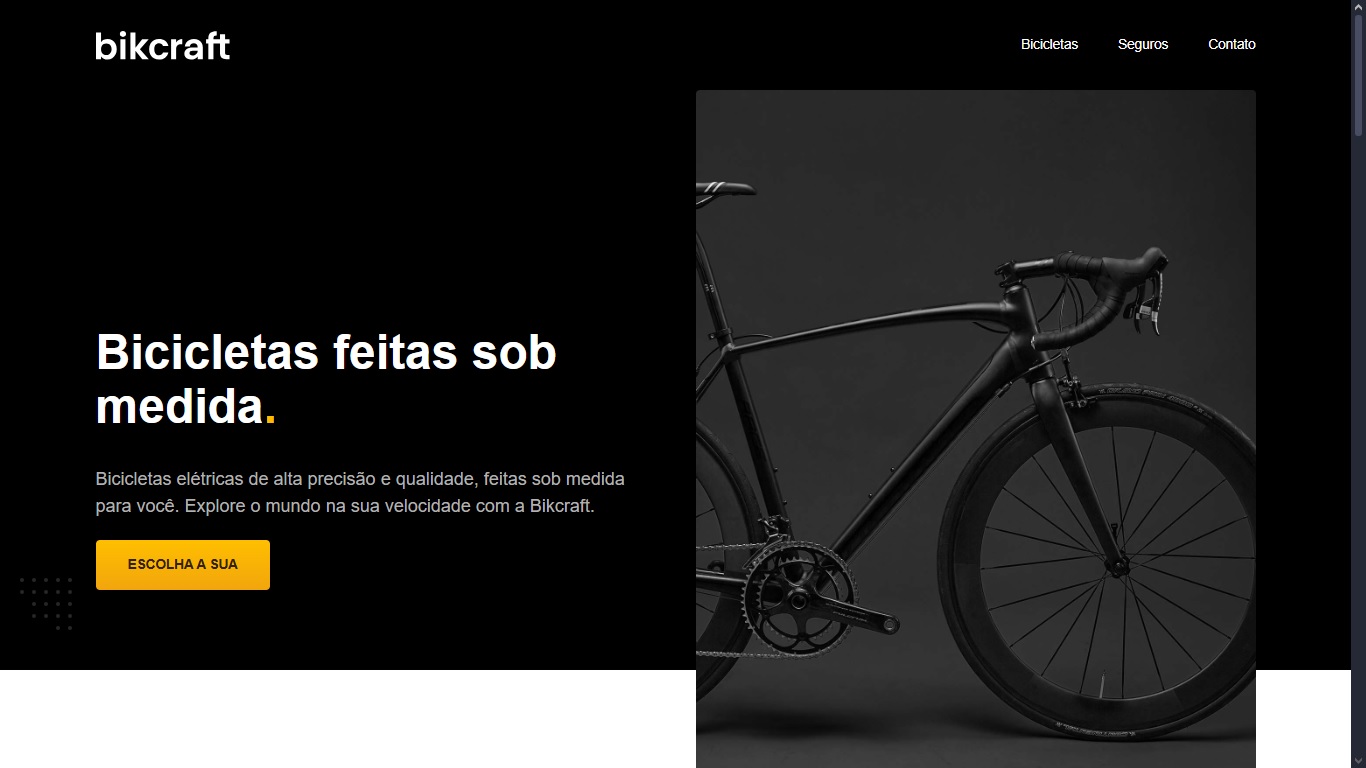 bikcraft
Bicicletas Seguros Contato
Bicicletas feitas sob
medida.
Bicicletas elétricas de alta precisão e qualidade, feitas sob medida
para você. Explore o mundo na sua velocidade com a Bikcraft.
ESCOLHA A SUA